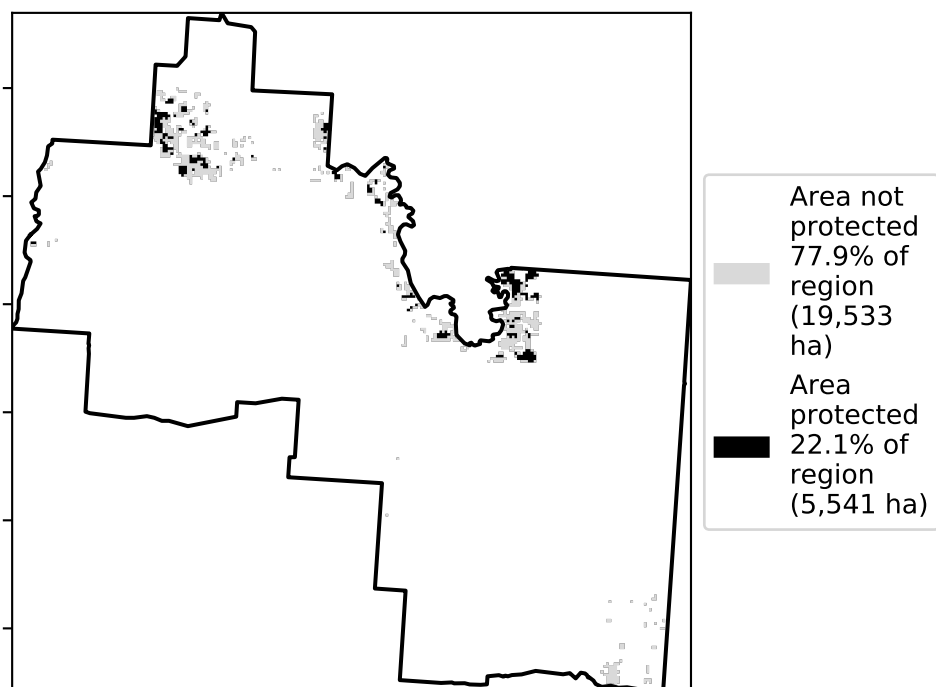 Area not
protected
77.9% of
region
(19,533
ha)
Area
protected
22.1% of
region
(5,541 ha)